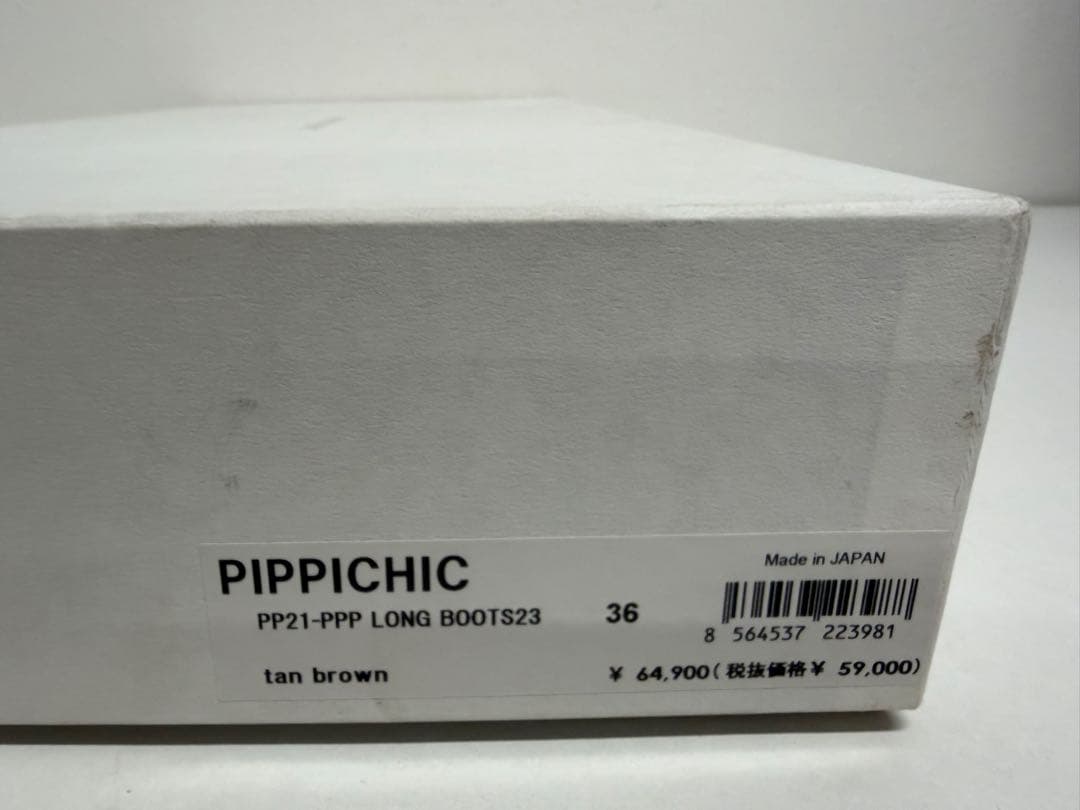 PIPPICHIC
PP21-PPP LONG BOOTS23 36
tan brown
Made in JAPAN
8 564537 223981
¥ 64,900(税抜価格¥ 59,000)